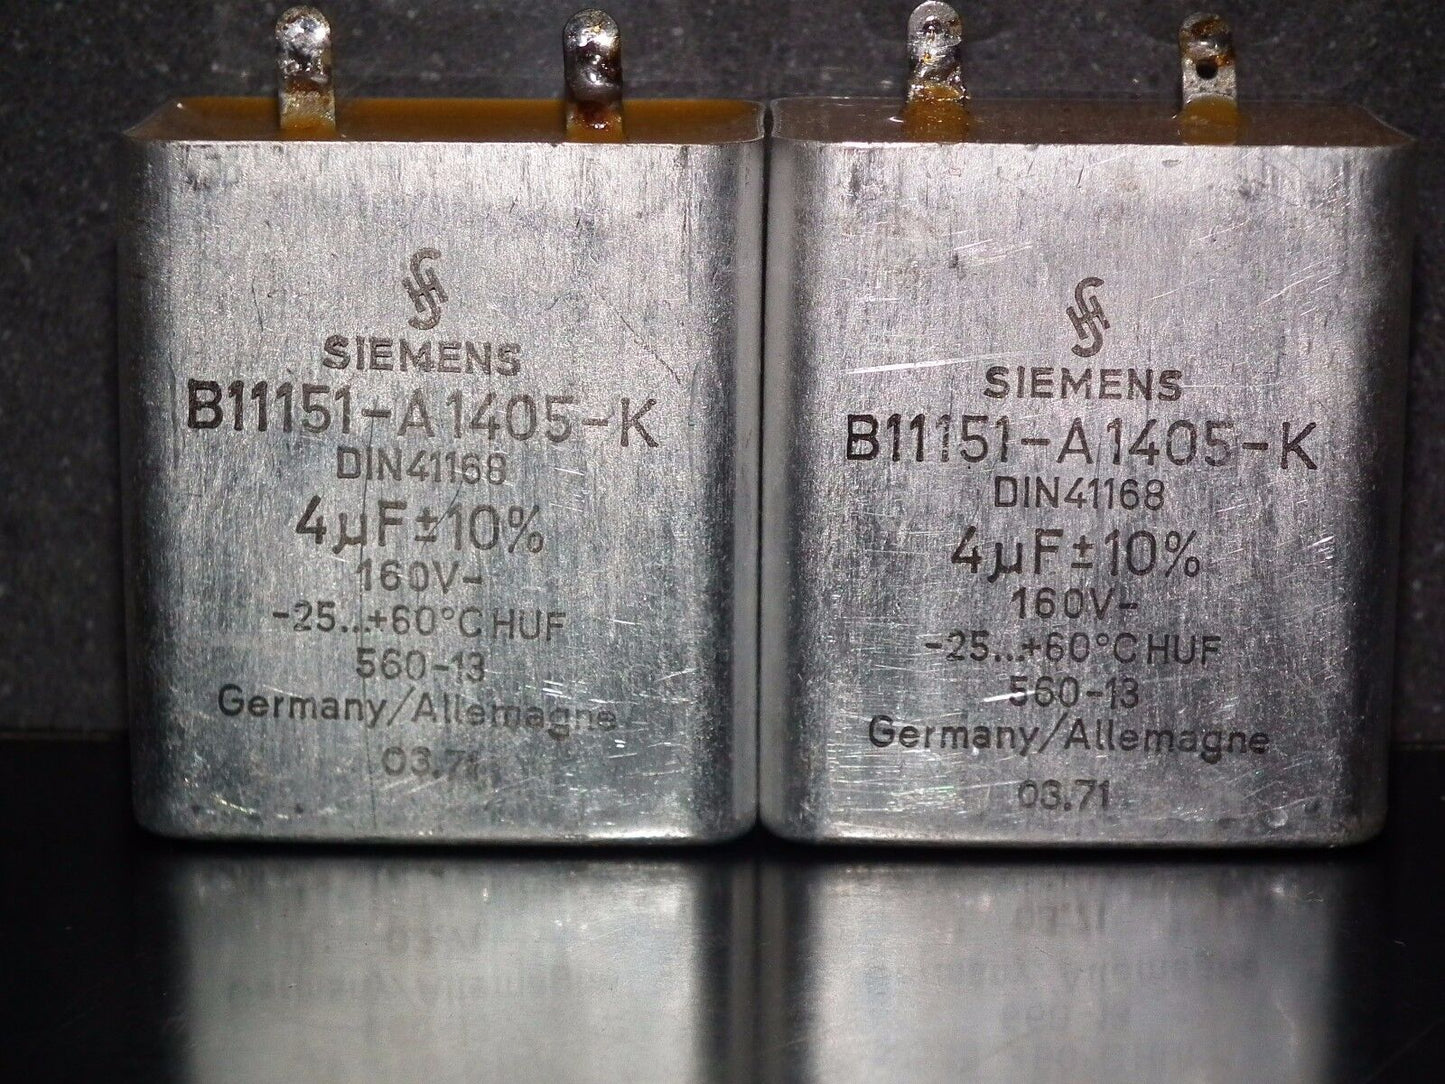 SIEMENS
B11151-A1405-K
DIN41168
4µF±10%
160V-
-25...+60°C HUF
560-13
Germany/Allemagne
03.71
SIEMENS
B11151-A1405-K
DIN41168
4µF±10%
160V-
-25...+60°C HUF
560-13
Germany/Allemagne
03.71